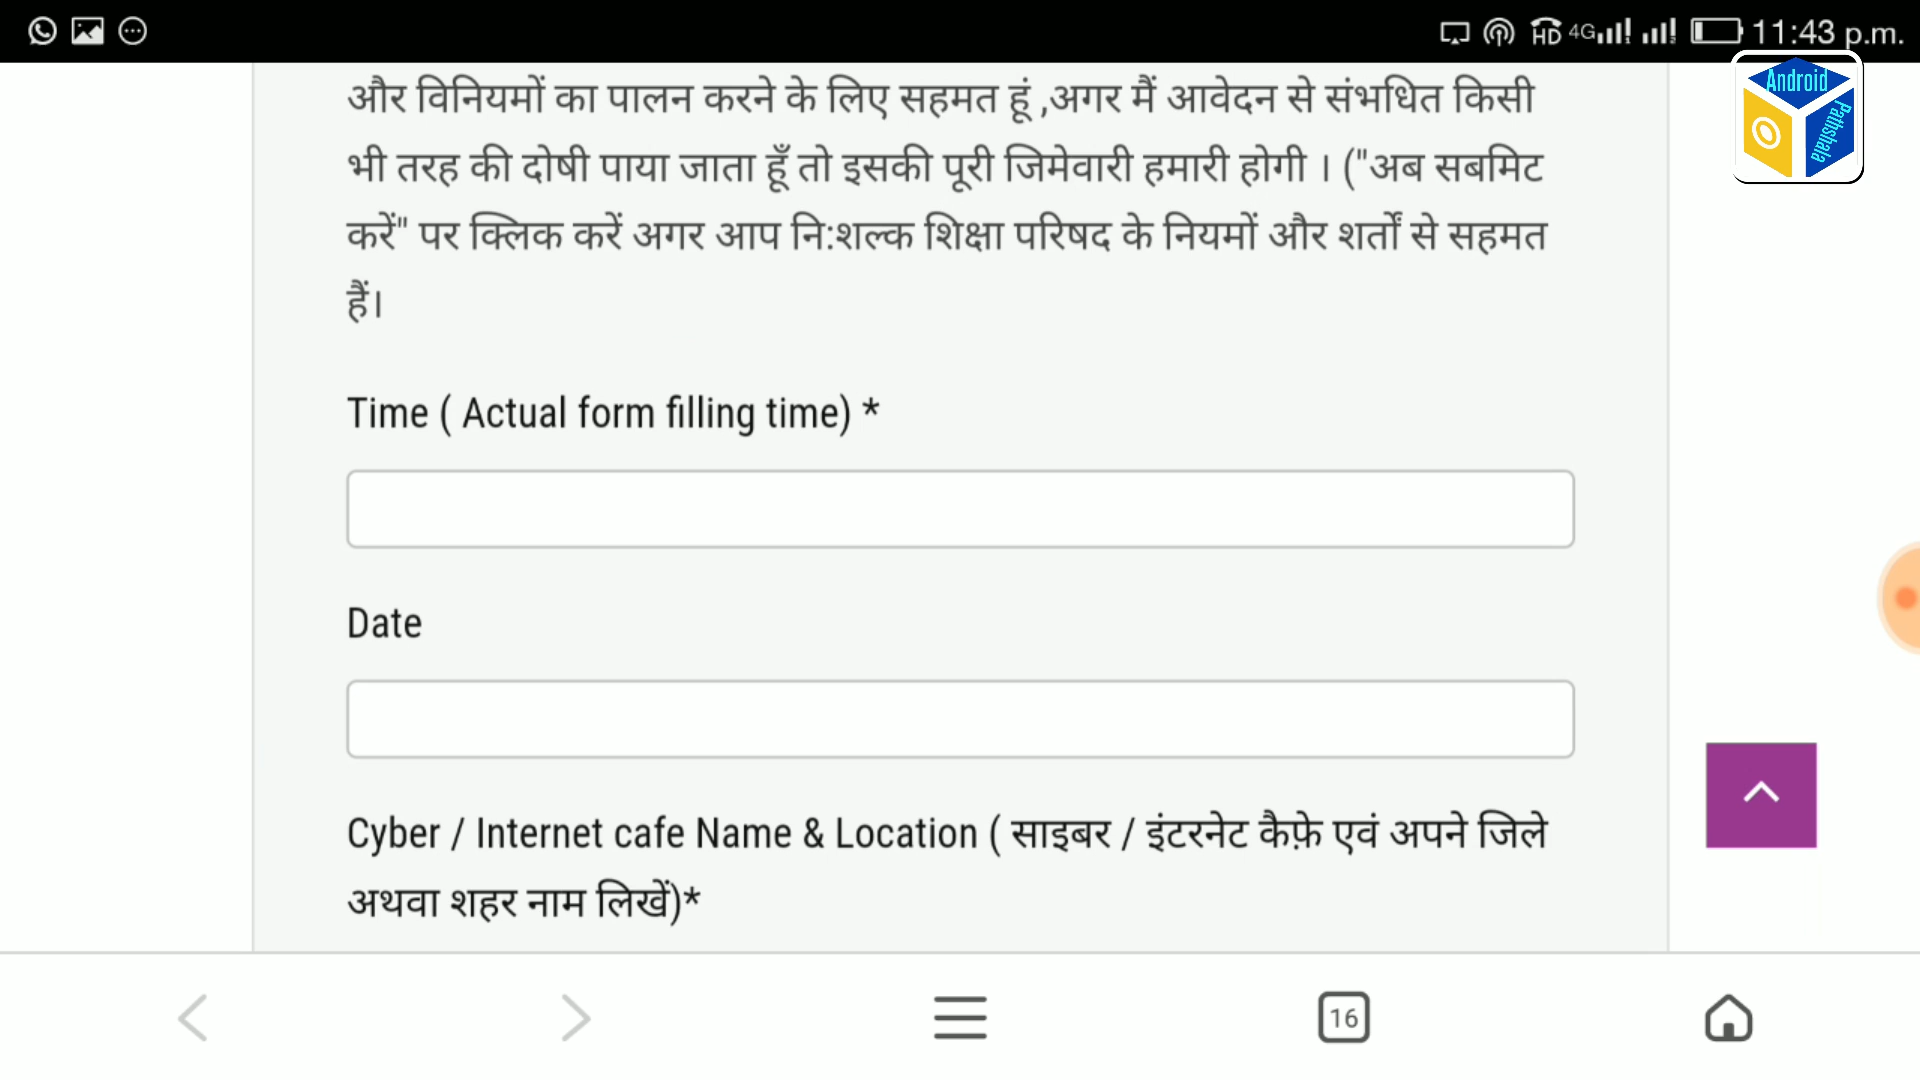 HD 4G 11:43 p.m.
Android
Pathshala
और विनियमों का पालन करने के लिए सहमत हूं ,अगर मैं आवेदन से संभधित किसी
भी तरह की दोषी पाया जाता हूँ तो इसकी पूरी जिमेवारी हमारी होगी । ("अब सबमिट
करें" पर क्लिक करें अगर आप नि:शल्क शिक्षा परिषद के नियमों और शर्तों से सहमत
हैं।
Time ( Actual form filling time) *
Date
Cyber / Internet cafe Name & Location ( साइबर / इंटरनेट कैफ़े एवं अपने जिले
अथवा शहर नाम लिखें)*
16